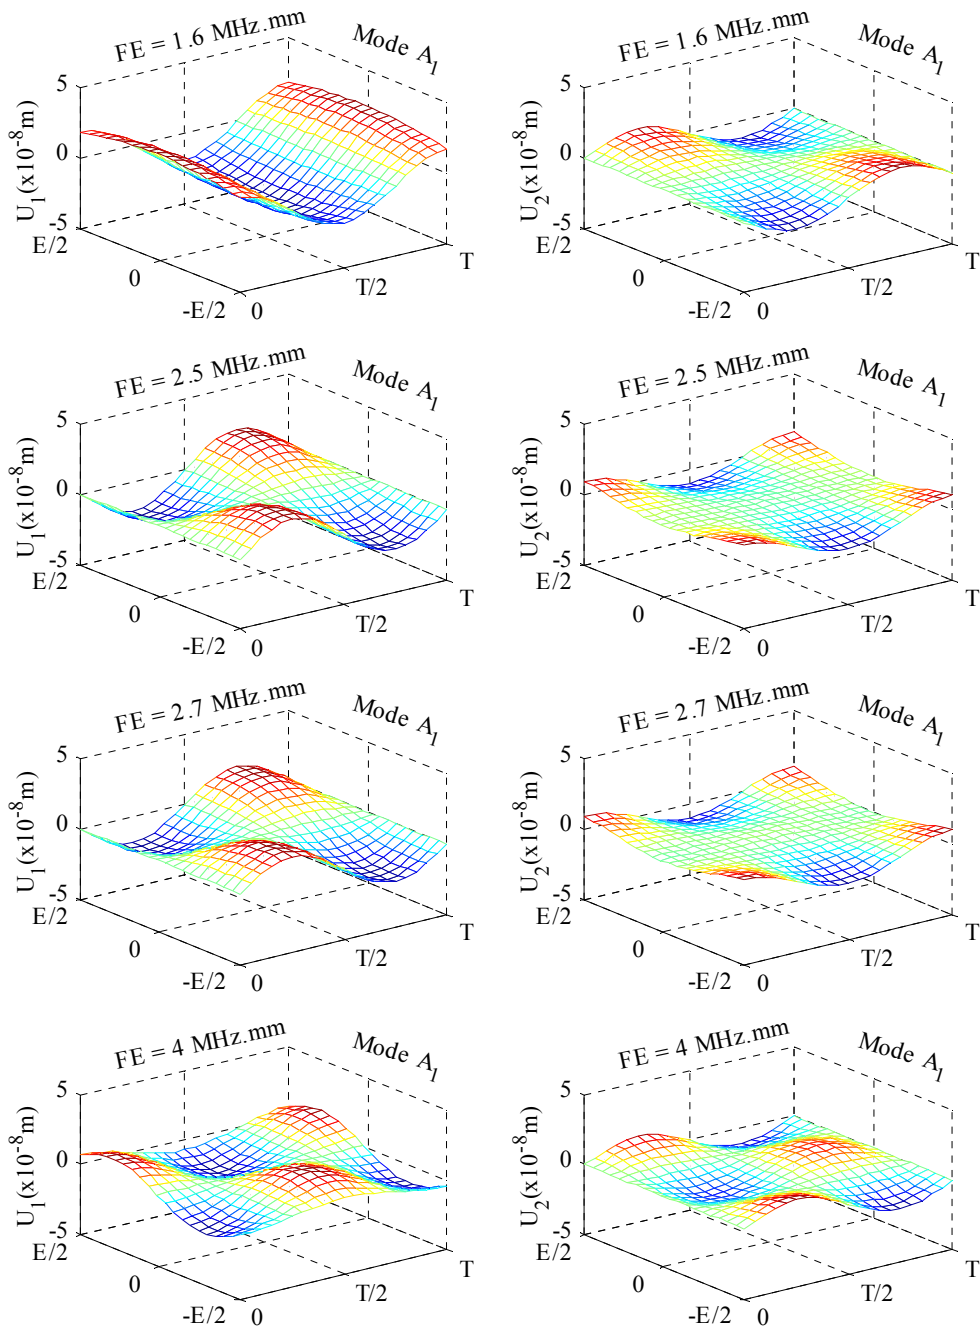 FE = 1.6 MHz.mm
Mode A1
5
0
-5
U1(x10-8m)
E/2
0
-E/2
0
T/2
T
FE = 1.6 MHz.mm
Mode A1
5
0
-5
U2(x10-8m)
E/2
0
-E/2
0
T/2
T
FE = 2.5 MHz.mm
Mode A1
5
0
-5
U1(x10-8m)
E/2
0
-E/2
0
T/2
T
FE = 2.5 MHz.mm
Mode A1
5
0
-5
U2(x10-8m)
E/2
0
-E/2
0
T/2
T
FE = 2.7 MHz.mm
Mode A1
5
0
-5
U1(x10-8m)
E/2
0
-E/2
0
T/2
T
FE = 2.7 MHz.mm
Mode A1
5
0
-5
U2(x10-8m)
E/2
0
-E/2
0
T/2
T
FE = 4 MHz.mm
Mode A1
5
0
-5
U1(x10-8m)
E/2
0
-E/2
0
T/2
T
FE = 4 MHz.mm
Mode A1
5
0
-5
U2(x10-8m)
E/2
0
-E/2
0
T/2
T